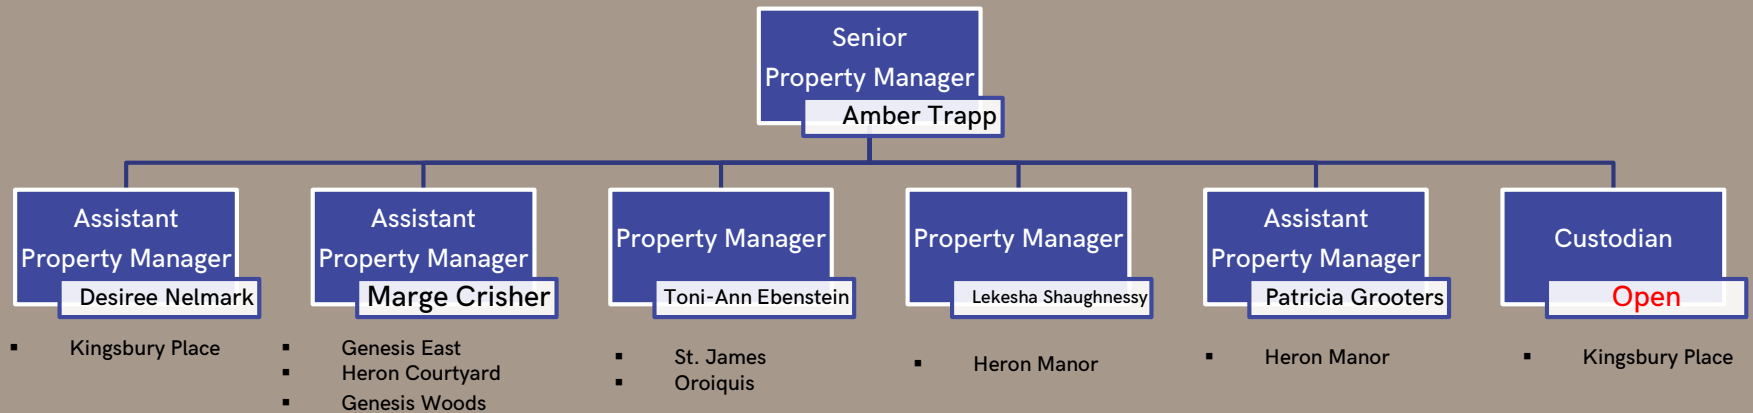 Senior
Property Manager
Amber Trapp
Assistant
Property Manager
Desiree Nelmark
▪ Kingsbury Place
Assistant
Property Manager
Marge Crisher
▪ Genesis East
▪ Heron Courtyard
▪ Genesis Woods
Property Manager
Toni-Ann Ebenstein
▪ St. James
▪ Oroiquis
Property Manager
Lekesha Shaughnessy
▪ Heron Manor
Assistant
Property Manager
Patricia Grooters
▪ Heron Manor
Custodian
Open
▪ Kingsbury Place